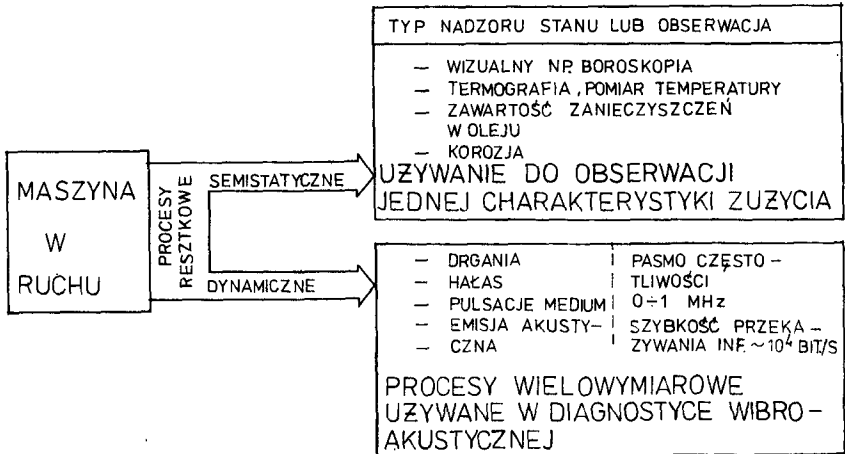 TYP NADZORU STANU LUB OBSERWACJA
— WIZUALNY NP. BOROSKOPIA
— TERMOGRAFIA, POMIAR TEMPERATURY
— ZAWARTOŚĆ ZANIECZYSZCZEŃ
W OLEJU
— KOROZJA
UŻYWANIE DO OBSERWACJI
JEDNEJ CHARAKTERYSTYKI ZUŻYCIA
MASZYNA
W
RUCHU
PROCESY
RESZTKOWE
SEMISTATYCZNE
DYNAMICZNE
— DRGANIA
— HAŁAS
— PULSACJE MEDIUM
— EMISJA AKUSTY–
— CZNA
PASMO CZĘSTO –
TLIWOŚCI
0÷1 MHz
SZYBKOŚĆ PRZEKA –
ZYWANIA INF. ~10⁴ BIT/S
PROCESY WIELOWYMIAROWE
UŻYWANE W DIAGNOSTYCE WIBRO –
AKUSTYCZNEJ